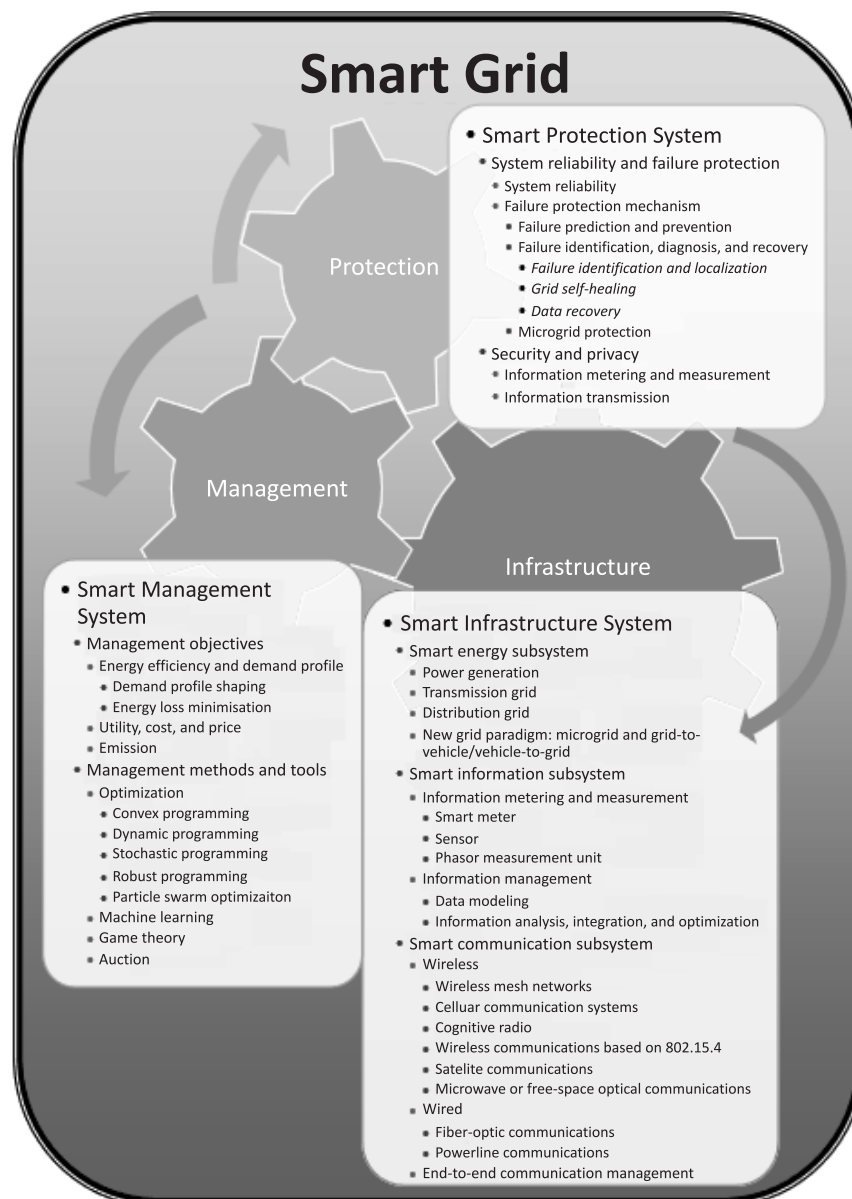 Smart Grid
Protection
• Smart Protection System
• System reliability and failure protection
• System reliability
• Failure protection mechanism
▪ Failure prediction and prevention
▪ Failure identification, diagnosis, and recovery
• Failure identification and localization
• Grid self-healing
• Data recovery
▪ Microgrid protection
• Security and privacy
• Information metering and measurement
• Information transmission
Management
Infrastructure
• Smart Management
System
• Management objectives
▪ Energy efficiency and demand profile
• Demand profile shaping
• Energy loss minimisation
▪ Utility, cost, and price
▪ Emission
• Management methods and tools
▪ Optimization
• Convex programming
• Dynamic programming
• Stochastic programming
• Robust programming
• Particle swarm optimizaiton
▪ Machine learning
▪ Game theory
▪ Auction
• Smart Infrastructure System
• Smart energy subsystem
▪ Power generation
▪ Transmission grid
▪ Distribution grid
▪ New grid paradigm: microgrid and grid-to-
vehicle/vehicle-to-grid
• Smart information subsystem
▪ Information metering and measurement
• Smart meter
• Sensor
• Phasor measurement unit
▪ Information management
• Data modeling
• Information analysis, integration, and optimization
• Smart communication subsystem
▪ Wireless
• Wireless mesh networks
• Celluar communication systems
• Cognitive radio
• Wireless communications based on 802.15.4
• Satelite communications
• Microwave or free-space optical communications
▪ Wired
• Fiber-optic communications
• Powerline communications
▪ End-to-end communication management